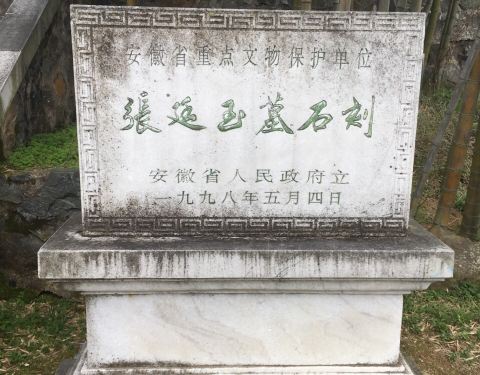 安徽省重点文物保护单位
張廷玉墓石刻
安徽省人民政府立
一九九八年五月四日